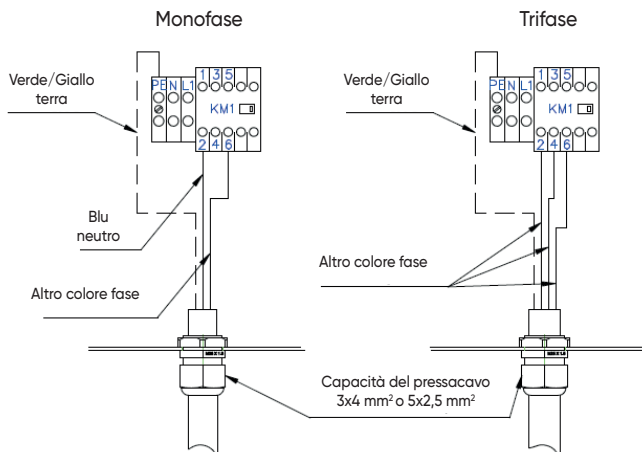 Monofase
Trifase
Verde/Giallo
terra
PE N L1
1 3 5
KM1
2 4 6
Blu
neutro
Altro colore fase
Verde/Giallo
terra
PE N L1
1 3 5
KM1
2 4 6
Altro colore fase
Capacità del pressacavo
3x4 mm² o 5x2,5 mm²